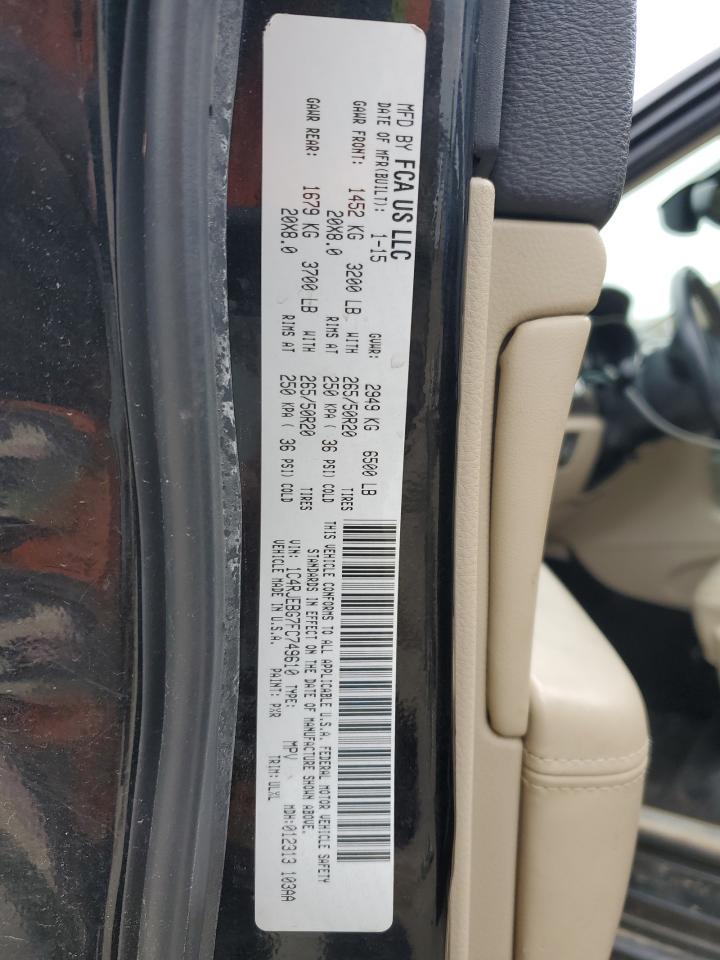 MFD BY FCA US LLC
DATE OF MFR(BUILT): 1-15 GVWR: 2949 KG 6500 LB
GAWR FRONT: 1452 KG 3200 LB WITH 265/50R20 TIRES
20X8.0 RIMS AT 250 KPA ( 36 PSI) COLD
GAWR REAR: 1679 KG 3700 LB WITH 265/50R20 TIRES
20X8.0 RIMS AT 250 KPA ( 36 PSI) COLD
THIS VEHICLE CONFORMS TO ALL APPLICABLE U.S.A. FEDERAL MOTOR VEHICLE SAFETY
STANDARDS IN EFFECT ON THE DATE OF MANUFACTURE SHOWN ABOVE.
VIN: 1C4RJEBG7FC749610 TYPE: MPV MDH:012313 103AA
VEHICLE MADE IN U.S.A. PAINT: PXR TRIM: ULXL